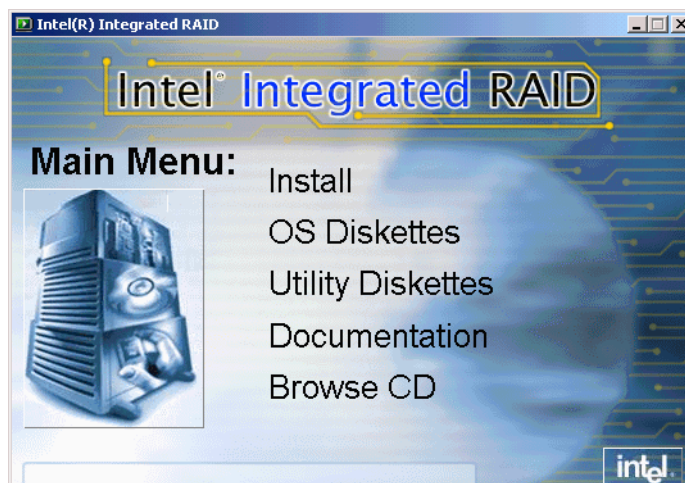 Intel(R) Integrated RAID
Intel® Integrated RAID
Main Menu:
Install
OS Diskettes
Utility Diskettes
Documentation
Browse CD
intel.